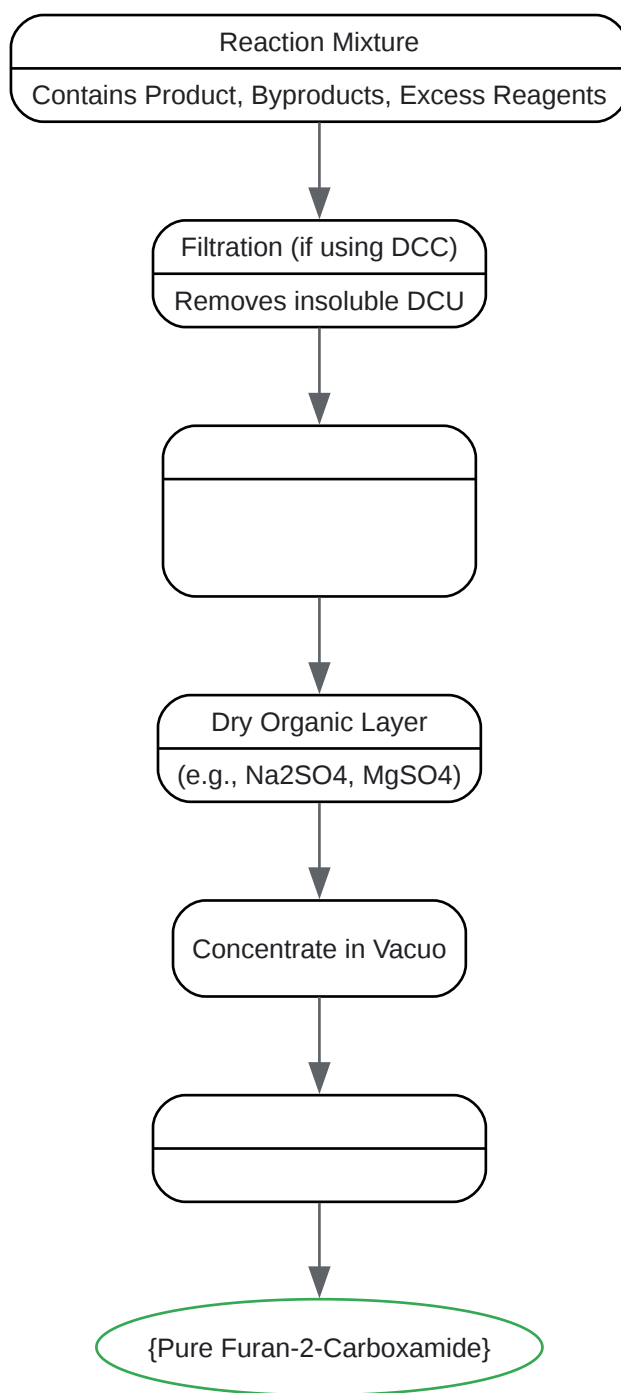 Reaction Mixture
Contains Product, Byproducts, Excess Reagents
Filtration (if using DCC)
Removes insoluble DCU
Dry Organic Layer
(e.g., Na2SO4, MgSO4)
Concentrate in Vacuo
{Pure Furan-2-Carboxamide}